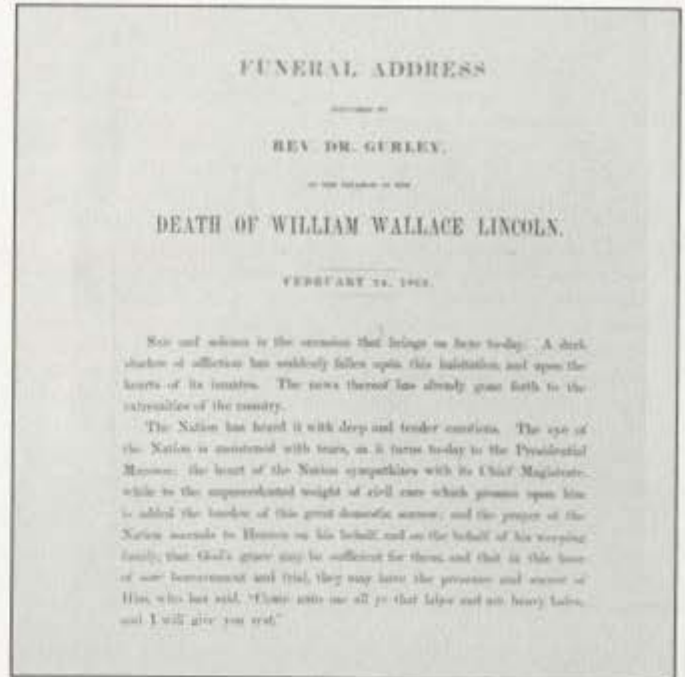 FUNERAL ADDRESS
REV. DR. GURLEY,
DEATH OF WILLIAM WALLACE LINCOLN.
FEBRUARY 24, 1862.
Sad and solemn is the occasion that brings us here to-day. A dark
shadow of affliction has suddenly fallen upon this habitation, and upon the
hearts of its inmates. The news thereof has already gone forth to the
extremities of the country.
The Nation has heard it with deep and tender emotions. The eye of
the Nation is moistened with tears, as it turns to-day to the Presidential
Mansion; the heart of the Nation sympathizes with its Chief Magistrate,
while to the unprecedented weight of civil care which presses upon him
is added the burden of this great domestic sorrow; and the prayer of the
Nation ascends to Heaven on his behalf, and on the behalf of his weeping
family, that God's grace may be sufficient for them, and that in this hour
of sore bereavement and trial, they may have the presence and succor of
Him, who has said, "Come unto me all ye that labor and are heavy laden,
and I will give you rest."